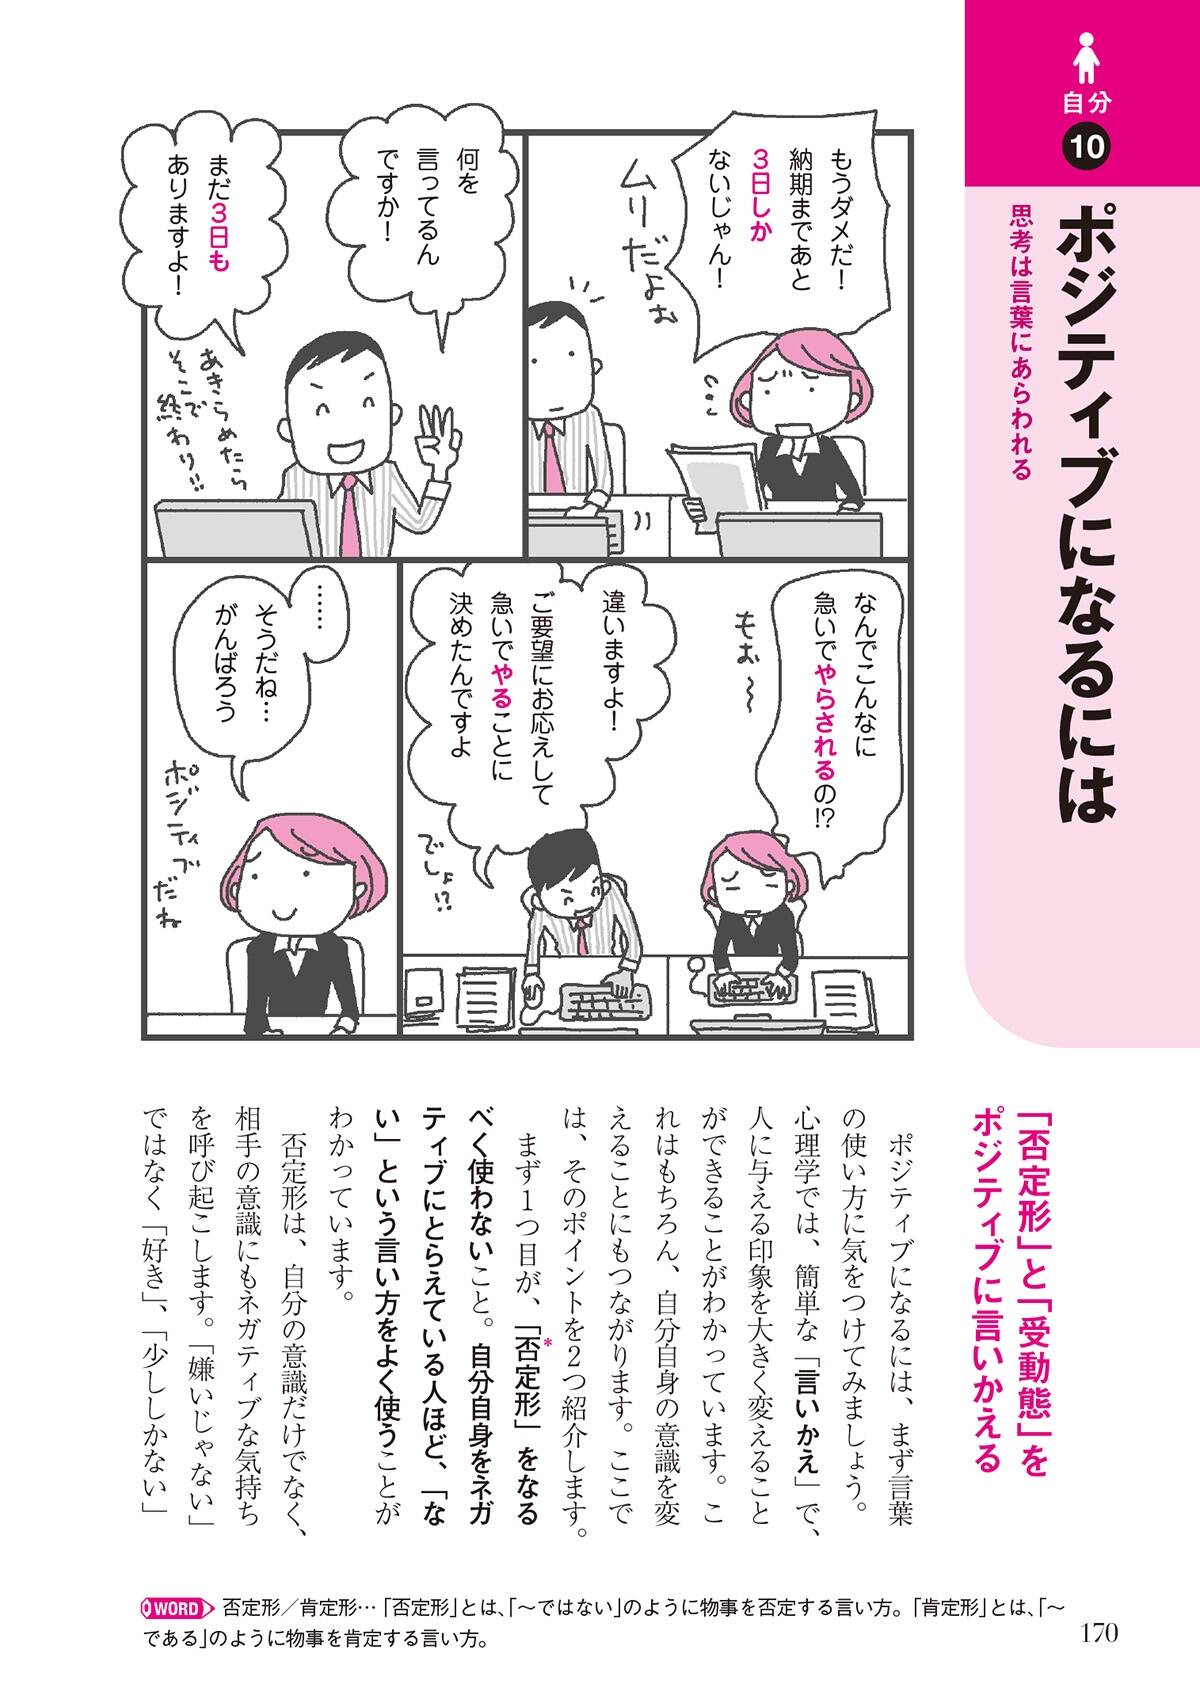 自分
10
ポジティブになるには
思考は言葉にあらわれる
もうダメだ！
納期まであと
3日しか
ないじゃん！
ムリだよぉ
何を
言ってるん
ですか！
まだ3日も
ありますよ！
あきらめたら
そこで
終わり!!
なんでこんなに
急いでやらされるの!?
もぉ〜
違いますよ！
ご要望にお応えして
急いでやることに
決めたんですよ
でしょ!?
……
そうだね…
がんばろう
ポジティブだね
「否定形」と「受動態」を
ポジティブに言いかえる
ポジティブになるには、まず言葉
の使い方に気をつけてみましょう。
心理学では、簡単な「言いかえ」で、
人に与える印象を大きく変えること
ができることがわかっています。こ
れはもちろん、自分自身の意識を変
えることにもつながります。ここで
は、そのポイントを2つ紹介します。
まず1つ目が、「否定形」をなる
*
べく使わないこと。自分自身をネガ
ティブにとらえている人ほど、「な
い」という言い方をよく使うことが
わかっています。
否定形は、自分の意識だけでなく、
相手の意識にもネガティブな気持ち
を呼び起こします。「嫌いじゃない」
ではなく「好き」、「少ししかない」
WORD 否定形／肯定形…「否定形」とは、「〜ではない」のように物事を否定する言い方。「肯定形」とは、「〜
である」のように物事を肯定する言い方。
170